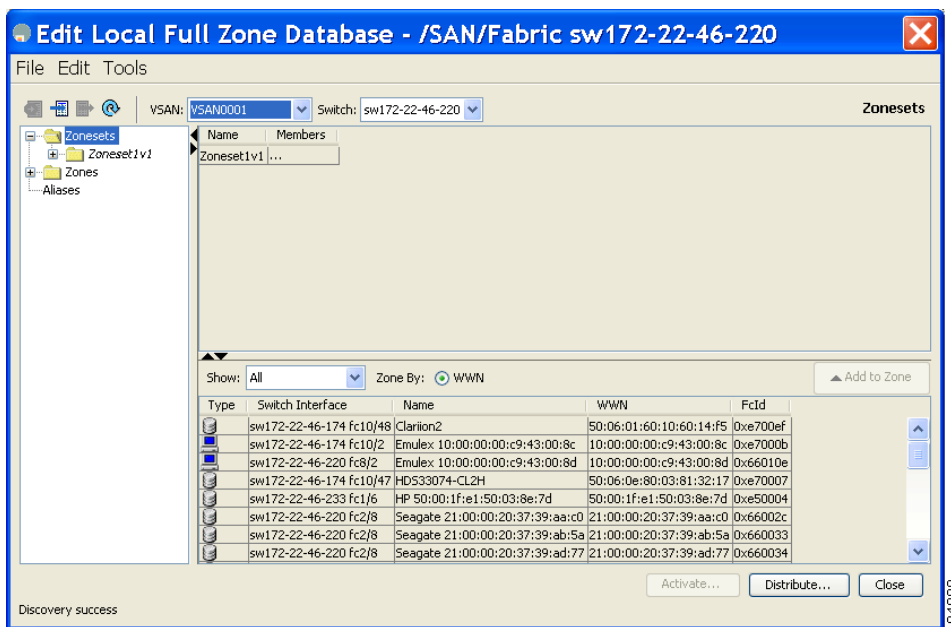 Edit Local Full Zone Database - /SAN/Fabric sw172-22-46-220
File Edit Tools
VSAN: VSAN0001 Switch: sw172-22-46-220 Zonesets
Zonesets
Zoneset1v1
Zones
Aliases
Name Members
Zoneset1v1 ...
Show: All Zone By: WWN Add to Zone
Type Switch Interface Name WWN FcId
sw172-22-46-174 fc10/48 Clariion2 50:06:01:60:10:60:14:f5 0xe700ef
sw172-22-46-174 fc10/2 Emulex 10:00:00:00:c9:43:00:8c 10:00:00:00:c9:43:00:8c 0xe7000b
sw172-22-46-220 fc8/2 Emulex 10:00:00:00:c9:43:00:8d 10:00:00:00:c9:43:00:8d 0x66010e
sw172-22-46-174 fc10/47 HDS33074-CL2H 50:06:0e:80:03:81:32:17 0xe70007
sw172-22-46-233 fc1/6 HP 50:00:1f:e1:50:03:8e:7d 50:00:1f:e1:50:03:8e:7d 0xe50004
sw172-22-46-220 fc2/8 Seagate 21:00:00:20:37:39:aa:c0 21:00:00:20:37:39:aa:c0 0x66002c
sw172-22-46-220 fc2/8 Seagate 21:00:00:20:37:39:ab:5a 21:00:00:20:37:39:ab:5a 0x660033
sw172-22-46-220 fc2/8 Seagate 21:00:00:20:37:39:ad:77 21:00:00:20:37:39:ad:77 0x660034
Activate... Distribute... Close
Discovery success